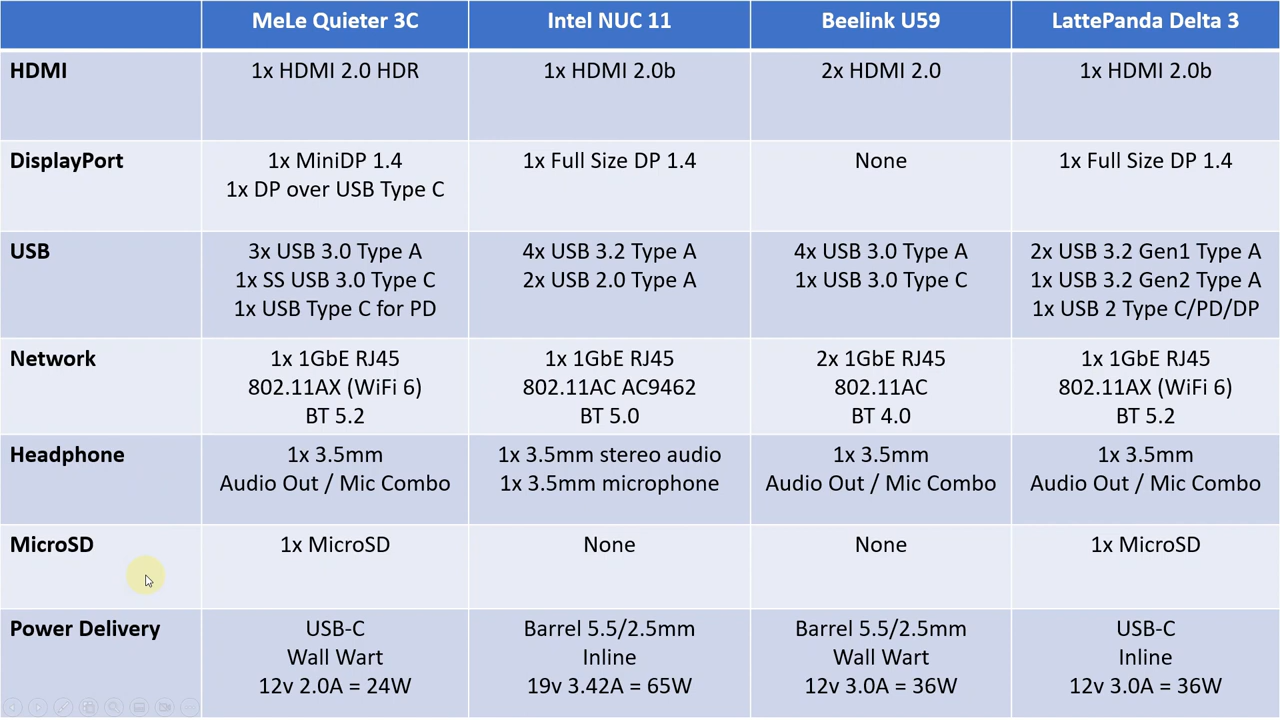 MeLe Quieter 3C Intel NUC 11 Beelink U59 LattePanda Delta 3
HDMI 1x HDMI 2.0 HDR 1x HDMI 2.0b 2x HDMI 2.0 1x HDMI 2.0b
DisplayPort 1x MiniDP 1.4 1x Full Size DP 1.4 None 1x Full Size DP 1.4
1x DP over USB Type C
USB 3x USB 3.0 Type A 4x USB 3.2 Type A 4x USB 3.0 Type A 2x USB 3.2 Gen1 Type A
1x SS USB 3.0 Type C 2x USB 2.0 Type A 1x USB 3.0 Type C 1x USB 3.2 Gen2 Type A
1x USB Type C for PD 1x USB 2 Type C/PD/DP
Network 1x 1GbE RJ45 1x 1GbE RJ45 2x 1GbE RJ45 1x 1GbE RJ45
802.11AX (WiFi 6) 802.11AC AC9462 802.11AC 802.11AX (WiFi 6)
BT 5.2 BT 5.0 BT 4.0 BT 5.2
Headphone 1x 3.5mm 1x 3.5mm stereo audio 1x 3.5mm 1x 3.5mm
Audio Out / Mic Combo 1x 3.5mm microphone Audio Out / Mic Combo Audio Out / Mic Combo
MicroSD 1x MicroSD None None 1x MicroSD
Power Delivery USB-C Barrel 5.5/2.5mm Barrel 5.5/2.5mm USB-C
Wall Wart Inline Wall Wart Inline
12v 2.0A = 24W 19v 3.42A = 65W 12v 3.0A = 36W 12v 3.0A = 36W